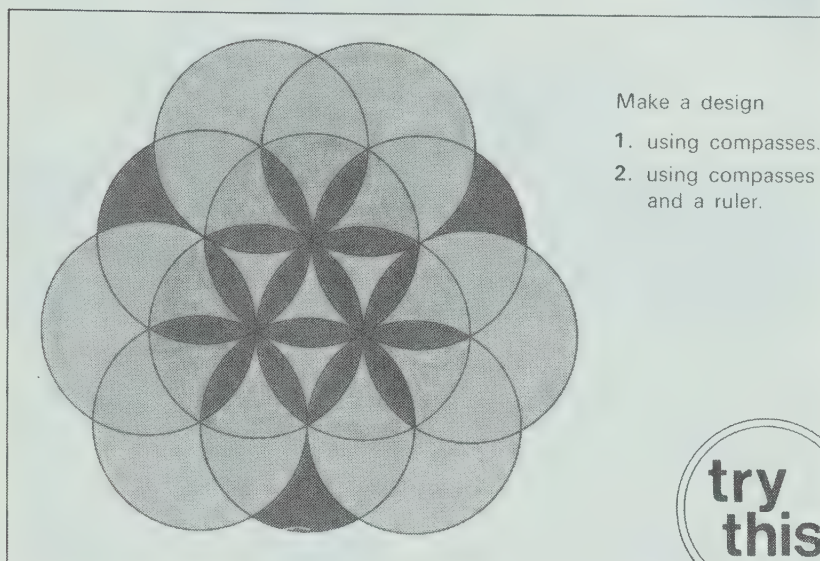 Make a design
1. using compasses.
2. using compasses
and a ruler.
try
this